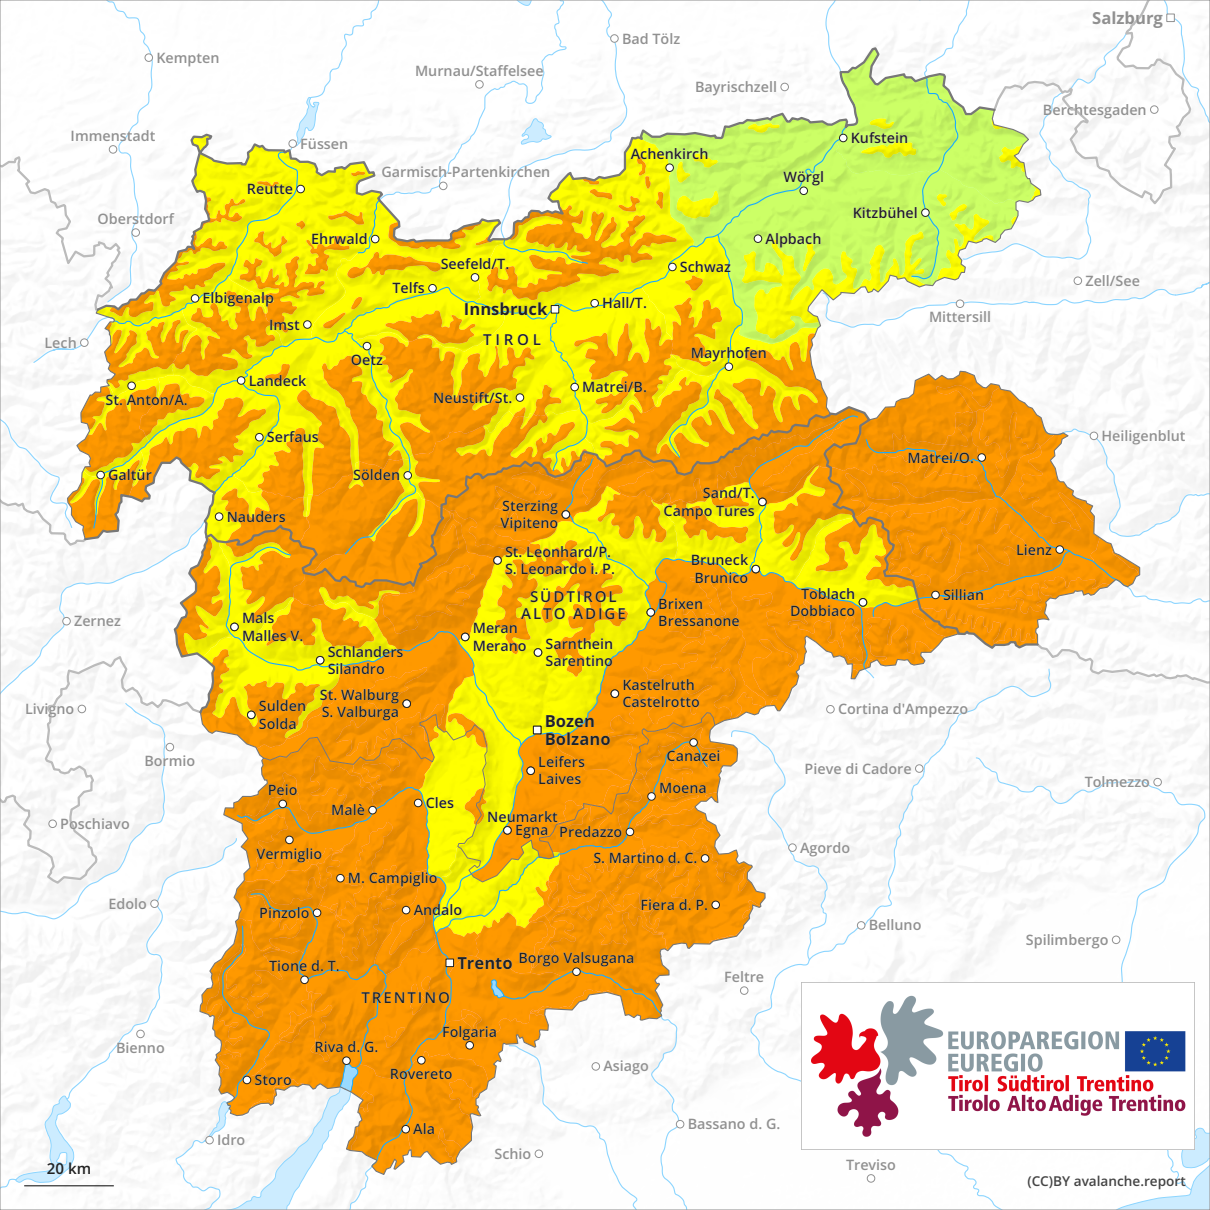 Salzburg
Bad Tölz
Kempten
Murnau/Staffelsee
Bayrischzell
Berchtesgaden
Immenstadt
Kufstein
Füssen
Achenkirch
Garmisch-Partenkirchen
Wörgl
Reutte
Kitzbühel
Oberstdorf
Ehrwald
Alpbach
Seefeld/T.
Schwaz
Zell/See
Telfs
Elbigenalp
Hall/T.
Innsbruck
Mittersill
Imst
TIROL
Lech
Mayrhofen
Oetz
Landeck
Matrei/B.
St. Anton/A.
Neustift/St.
Serfaus
Heiligenblut
Matrei/O.
Galtür
Sölden
Sand/T.
Campo Tures
Sterzing
Vipiteno
Nauders
St. Leonhard/P.
S. Leonardo i. P.
Lienz
Bruneck
Brunico
SÜDTIROL
ALTO ADIGE
Toblach
Dobbiaco
Sillian
Brixen
Bressanone
Zernez
Mals
Malles V.
Meran
Merano
Sarnthein
Sarentino
Schlanders
Silandro
Kastelruth
Castelrotto
St. Walburg
S. Valburga
Sulden
Solda
Livigno
Cortina d'Ampezzo
Bozen
Bolzano
Canazei
Bormio
Leifers
Laives
Pieve di Cadore
Tolmezzo
Peio
Moena
Malè
Cles
Neumarkt
Egna
Predazzo
Poschiavo
Vermiglio
Agordo
S. Martino d. C.
M. Campiglio
Edolo
Fiera d. P.
Pinzolo
Andalo
Belluno
Spilimbergo
Trento
Borgo Valsugana
Tione d. T.
Feltre
TRENTINO
Folgaria
Bienno
Riva d. G.
Asiago
Rovereto
Storo
EUROPAREGION
EUREGIO
Tirol Südtirol Trentino
Tirolo Alto Adige Trentino
Ala
Bassano d. G.
Idro
Schio
Treviso
20 km
(CC)BY avalanche.report